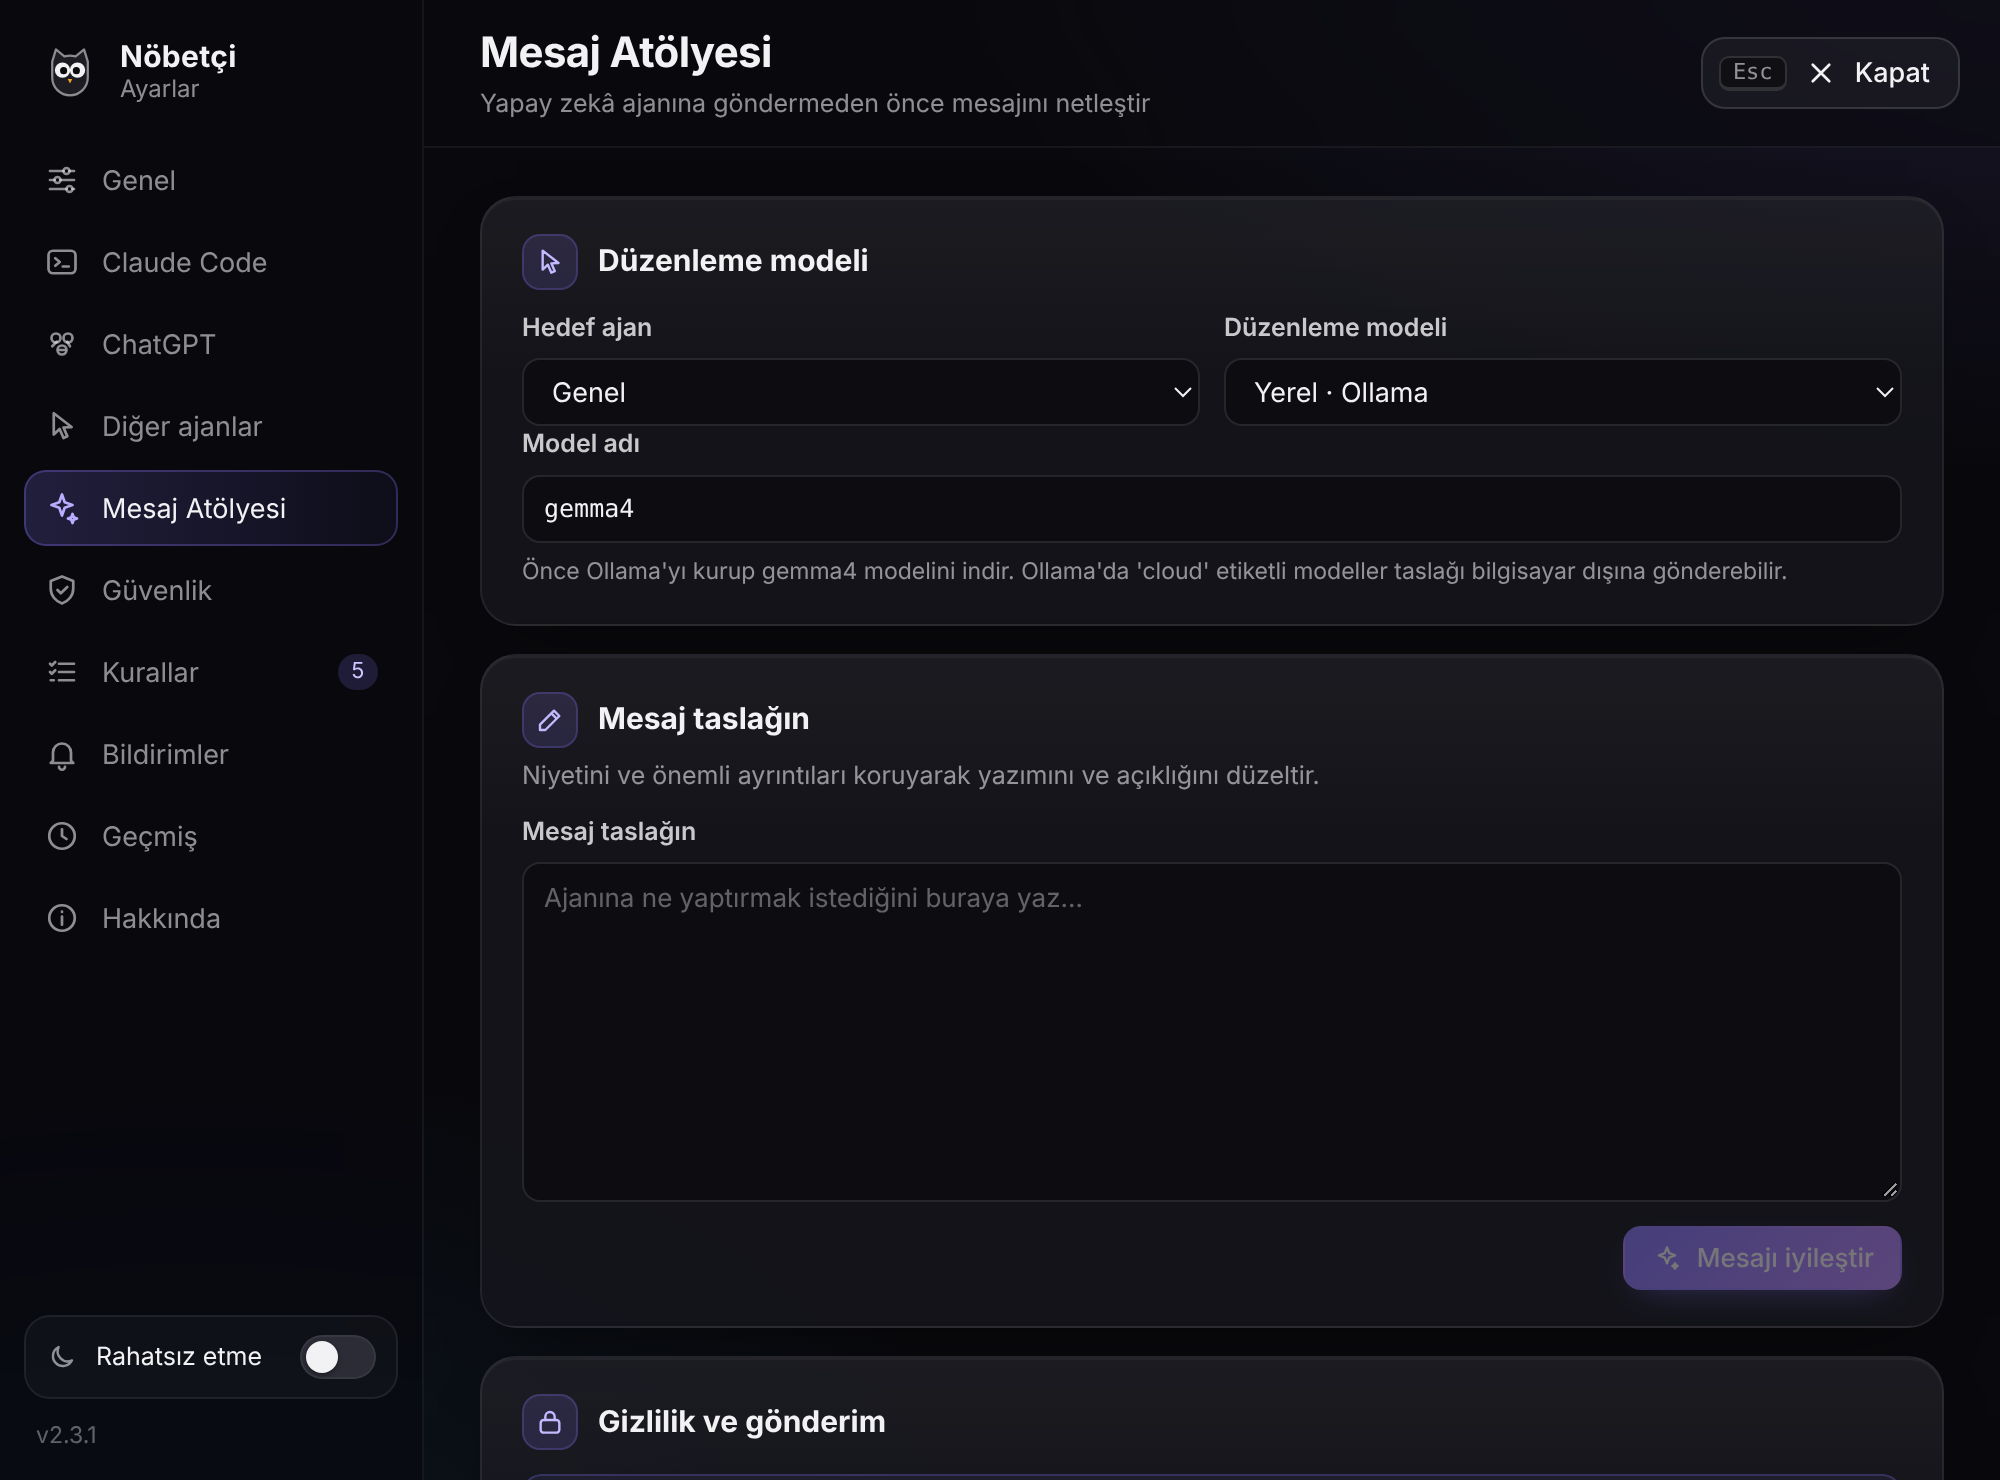 Nöbetçi
Ayarlar
Genel
Claude Code
ChatGPT
Diğer ajanlar
Mesaj Atölyesi
Güvenlik
Kurallar 5
Bildirimler
Geçmiş
Hakkında
Rahatsız etme
v2.3.1
Mesaj Atölyesi
Yapay zekâ ajanına göndermeden önce mesajını netleştir
Esc Kapat
Düzenleme modeli
Hedef ajan Düzenleme modeli
Genel Yerel · Ollama
Model adı
gemma4
Önce Ollama'yı kurup gemma4 modelini indir. Ollama'da 'cloud' etiketli modeller taslağı bilgisayar dışına gönderebilir.
Mesaj taslağın
Niyetini ve önemli ayrıntıları koruyarak yazımını ve açıklığını düzeltir.
Mesaj taslağın
Ajanına ne yaptırmak istediğini buraya yaz...
Mesajı iyileştir
Gizlilik ve gönderim